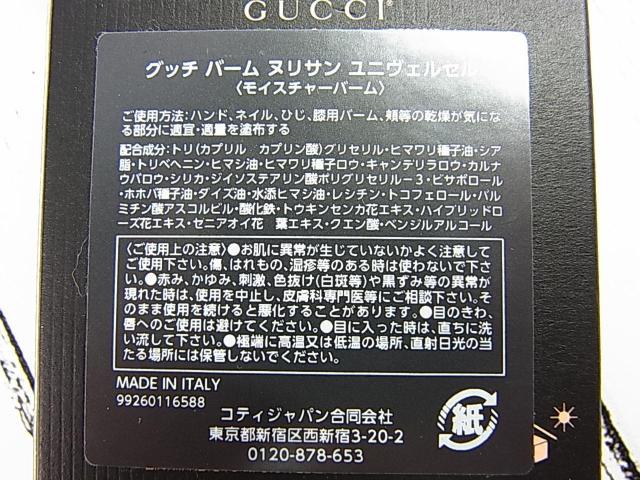 GUCCI
グッチ バーム ヌリサン ユニヴェルセル
〈モイスチャーバーム〉
ご使用方法:ハンド、ネイル、ひじ、膝用バーム、頬等の乾燥が気にな
る部分に適宜・適量を塗布する
配合成分:トリ(カプリル カプリン酸)グリセリル・ヒマワリ種子油・シア
脂・トリベヘニン・ヒマシ油・ヒマワリ種子ロウ・キャンデリラロウ・カルナ
ウバロウ・シリカ・ジイソステアリン酸ポリグリセリル-3・ビサボロール
・ホホバ種子油・ダイズ油・水添ヒマシ油・レシチン・トコフェロール・パル
ミチン酸アスコルビル・酸化鉄・トウキンセンカ花エキス・ハイブリッドロ
ーズ花エキス・セニアオイ花 葉エキス・クエン酸・ベンジルアルコール
〈ご使用上の注意〉●お肌に異常が生じていないかよく注意して
ご使用下さい。傷、はれもの、湿疹等のある時は使わないで下さ
い。●赤み、かゆみ、刺激、色抜け(白斑等)や黒ずみ等の異常が
現れた時は、使用を中止し、皮膚科専門医等にご相談下さい。そ
のまま使用を続けると悪化することがあります。●目のきわ、
唇へのご使用は避けてください。●目に入った時は、直ちに洗
い流して下さい。●極端に高温又は低温の場所、直射日光の当
たる場所には保管しないでください。
MADE IN ITALY
99260116588
コティジャパン合同会社
東京都新宿区西新宿3-20-2
0120-878-653
紙